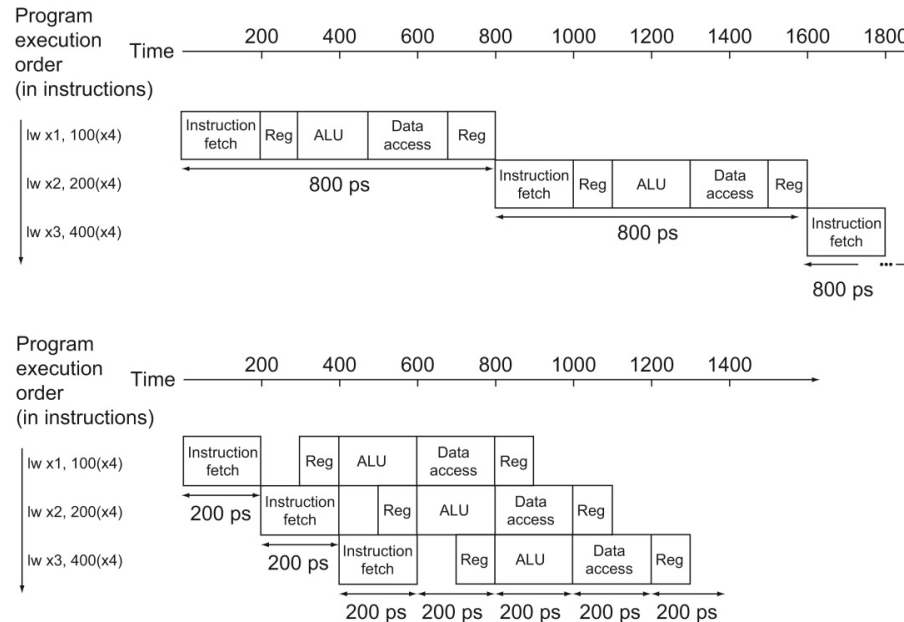 Program
execution
order
(in instructions)
Time
200 400 600 800 1000 1200 1400 1600 1800
lw x1, 100(x4)
Instruction
fetch
Reg
ALU
Data
access
Reg
800 ps
lw x2, 200(x4)
Instruction
fetch
Reg
ALU
Data
access
Reg
800 ps
lw x3, 400(x4)
Instruction
fetch
...
800 ps
Program
execution
order
(in instructions)
Time
200 400 600 800 1000 1200 1400
lw x1, 100(x4)
Instruction
fetch
Reg
ALU
Data
access
Reg
200 ps
lw x2, 200(x4)
Instruction
fetch
Reg
ALU
Data
access
Reg
200 ps
lw x3, 400(x4)
Instruction
fetch
Reg
ALU
Data
access
Reg
200 ps 200 ps 200 ps 200 ps 200 ps